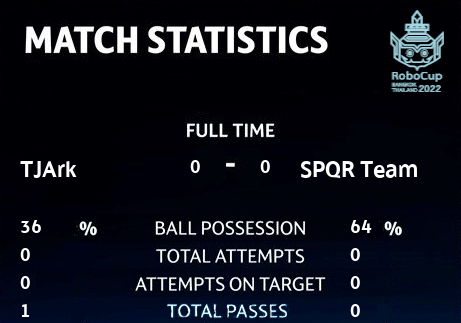 MATCH STATISTICS
RoboCup
BANGKOK
THAILAND 2022
FULL TIME
TJArk 0 - 0 SPQR Team
36 % BALL POSSESSION 64 %
0 TOTAL ATTEMPTS 0
0 ATTEMPTS ON TARGET 0
1 TOTAL PASSES 0